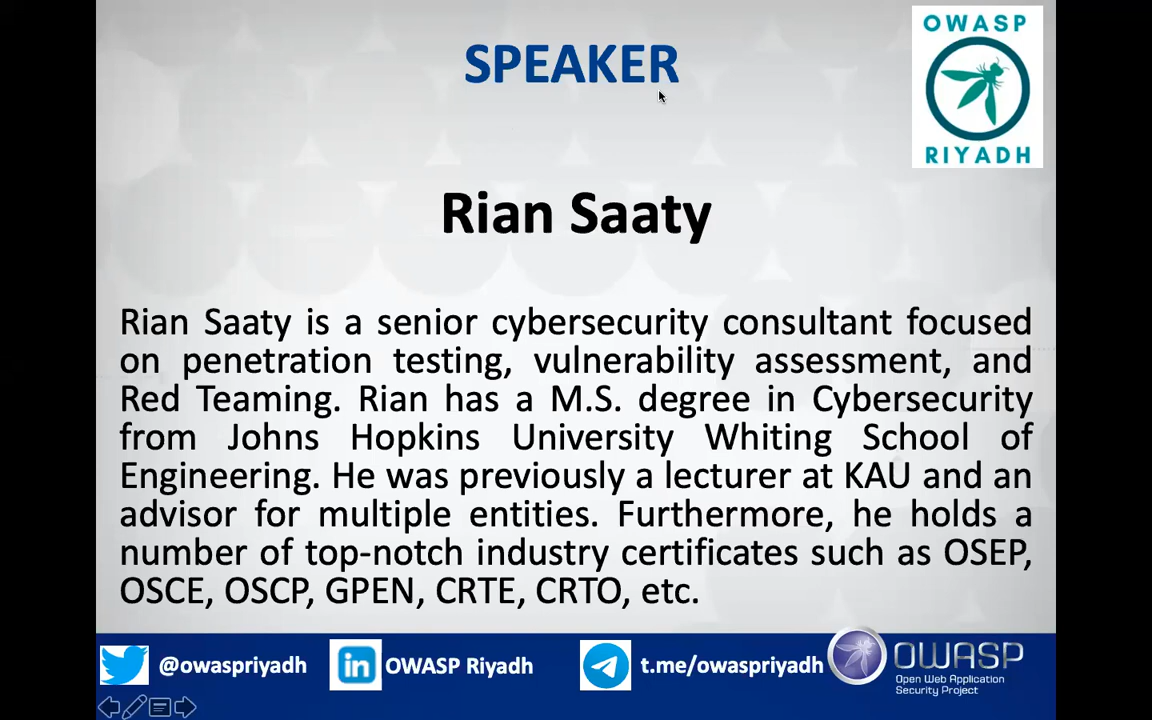 SPEAKER
OWASP
RIYADH
Rian Saaty
Rian Saaty is a senior cybersecurity consultant focused
on penetration testing, vulnerability assessment, and
Red Teaming. Rian has a M.S. degree in Cybersecurity
from Johns Hopkins University Whiting School of
Engineering. He was previously a lecturer at KAU and an
advisor for multiple entities. Furthermore, he holds a
number of top-notch industry certificates such as OSEP,
OSCE, OSCP, GPEN, CRTE, CRTO, etc.
@owaspriyadh
in OWASP Riyadh
t.me/owaspriyadh
OWASP
Open Web Application
Security Project